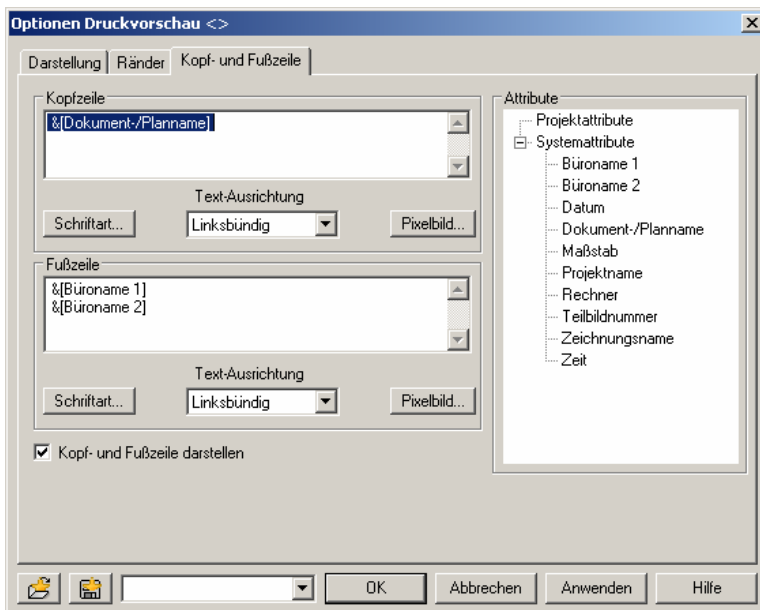 Optionen Druckvorschau <>
Darstellung
Ränder
Kopf- und Fußzeile
Kopfzeile
&[Dokument-/Planname]
Text-Ausrichtung
Schriftart...
Linksbündig
Pixelbild...
Fußzeile
&[Büroname 1]
&[Büroname 2]
Text-Ausrichtung
Schriftart...
Linksbündig
Pixelbild...
Kopf- und Fußzeile darstellen
Attribute
Projektattribute
Systemattribute
Büroname 1
Büroname 2
Datum
Dokument-/Planname
Maßstab
Projektname
Rechner
Teilbildnummer
Zeichnungsname
Zeit
OK
Abbrechen
Anwenden
Hilfe